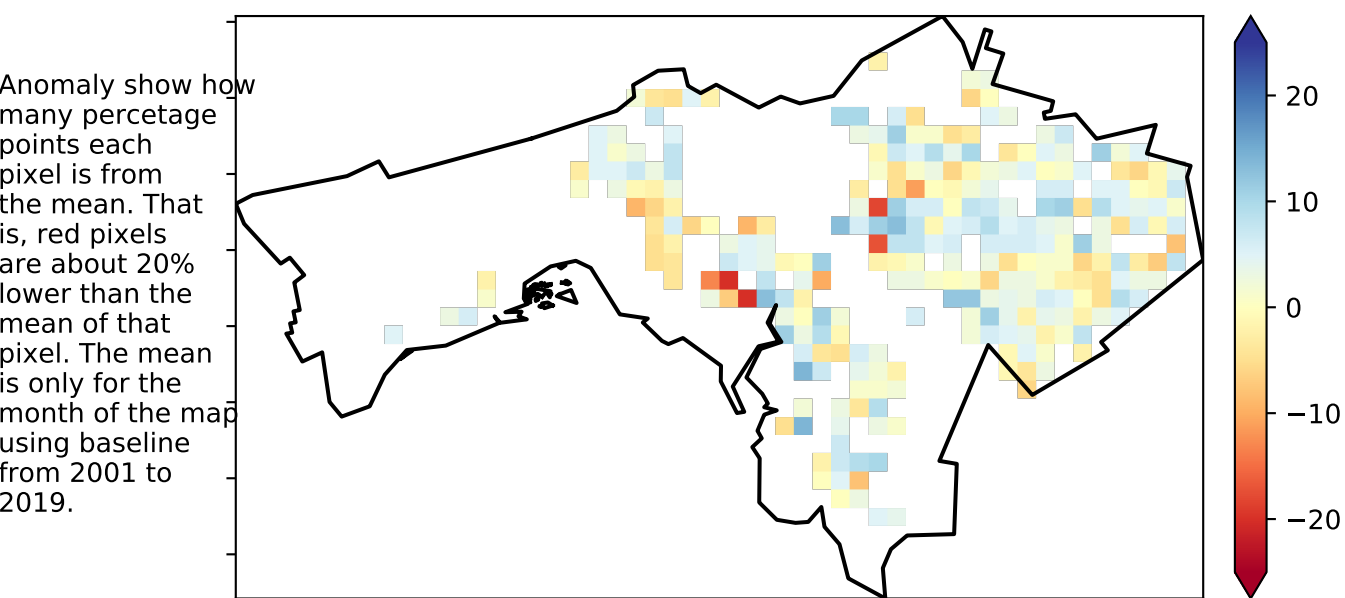 Anomaly show how
many percetage
points each
pixel is from
the mean. That
is, red pixels
are about 20%
lower than the
mean of that
pixel. The mean
is only for the
month of the map
using baseline
from 2001 to
2019.
20
10
0
−10
−20